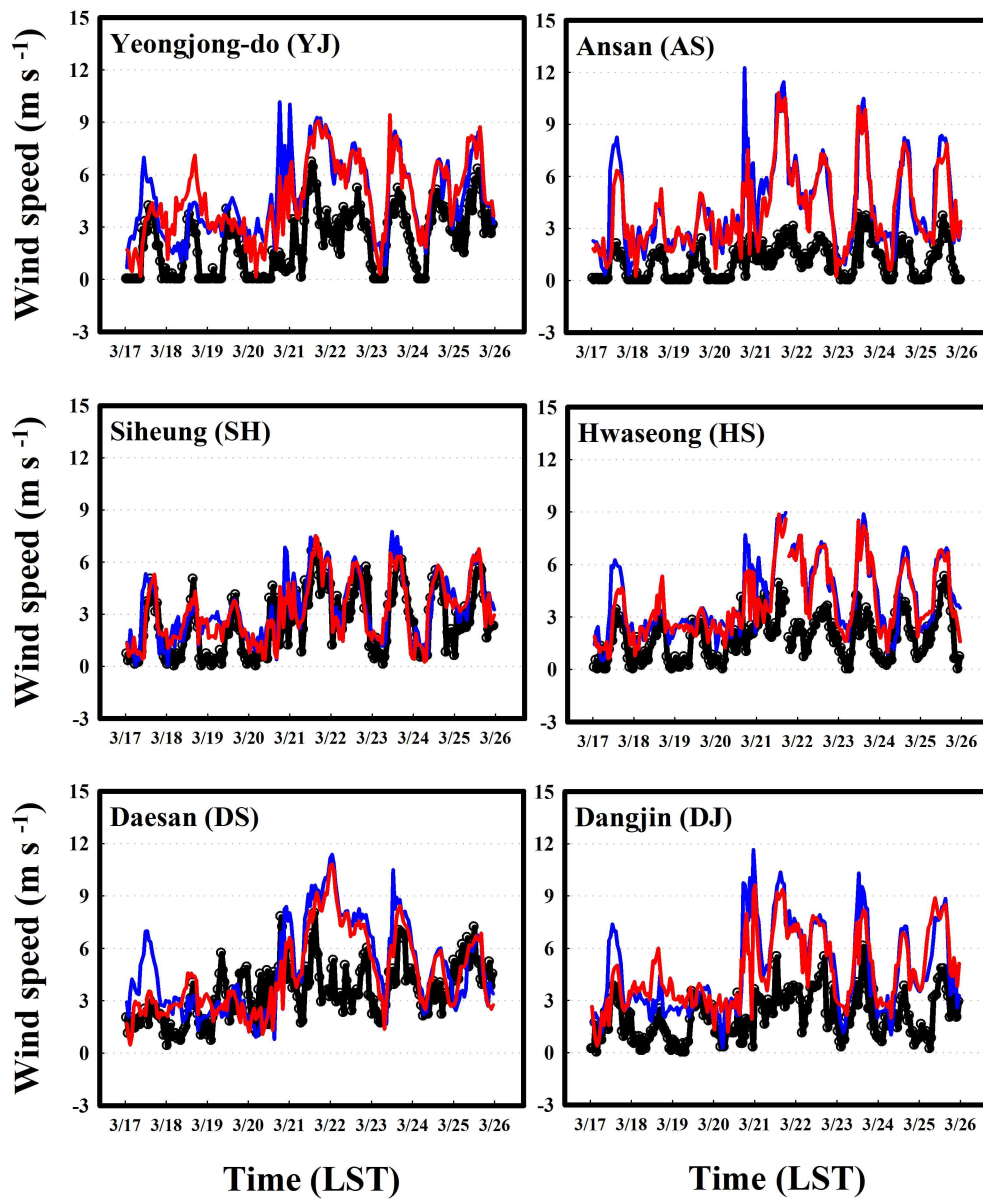 Yeongjong-do (YJ)
Wind speed (m s -1)
15
12
9
6
3
0
-3
3/17 3/18 3/19 3/20 3/21 3/22 3/23 3/24 3/25 3/26
Ansan (AS)
15
12
9
6
3
0
-3
3/17 3/18 3/19 3/20 3/21 3/22 3/23 3/24 3/25 3/26
Siheung (SH)
Wind speed (m s -1)
15
12
9
6
3
0
-3
3/17 3/18 3/19 3/20 3/21 3/22 3/23 3/24 3/25 3/26
Hwaseong (HS)
15
12
9
6
3
0
-3
3/17 3/18 3/19 3/20 3/21 3/22 3/23 3/24 3/25 3/26
Daesan (DS)
Wind speed (m s -1)
15
12
9
6
3
0
-3
3/17 3/18 3/19 3/20 3/21 3/22 3/23 3/24 3/25 3/26
Time (LST)
Dangjin (DJ)
15
12
9
6
3
0
-3
3/17 3/18 3/19 3/20 3/21 3/22 3/23 3/24 3/25 3/26
Time (LST)